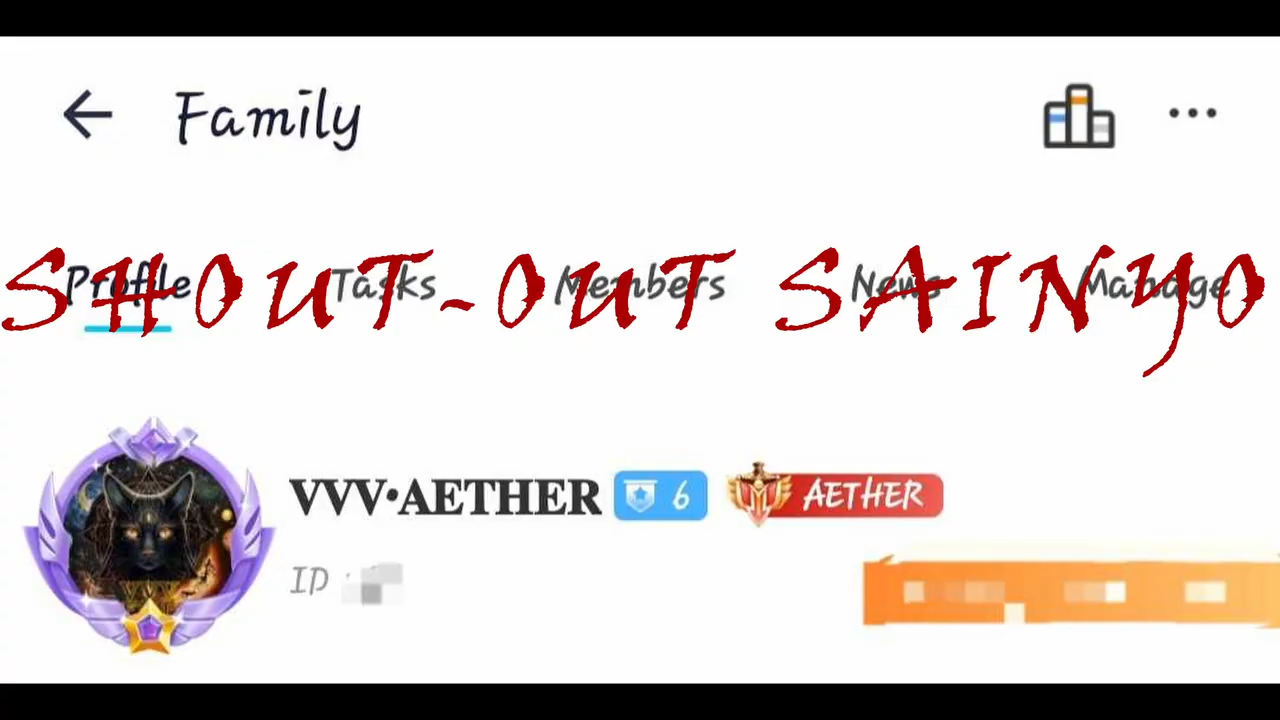 Family
SHOUT-OUT SAINYO
Profile Tasks Members News Manage
VVV•AETHER 6 AETHER
ID